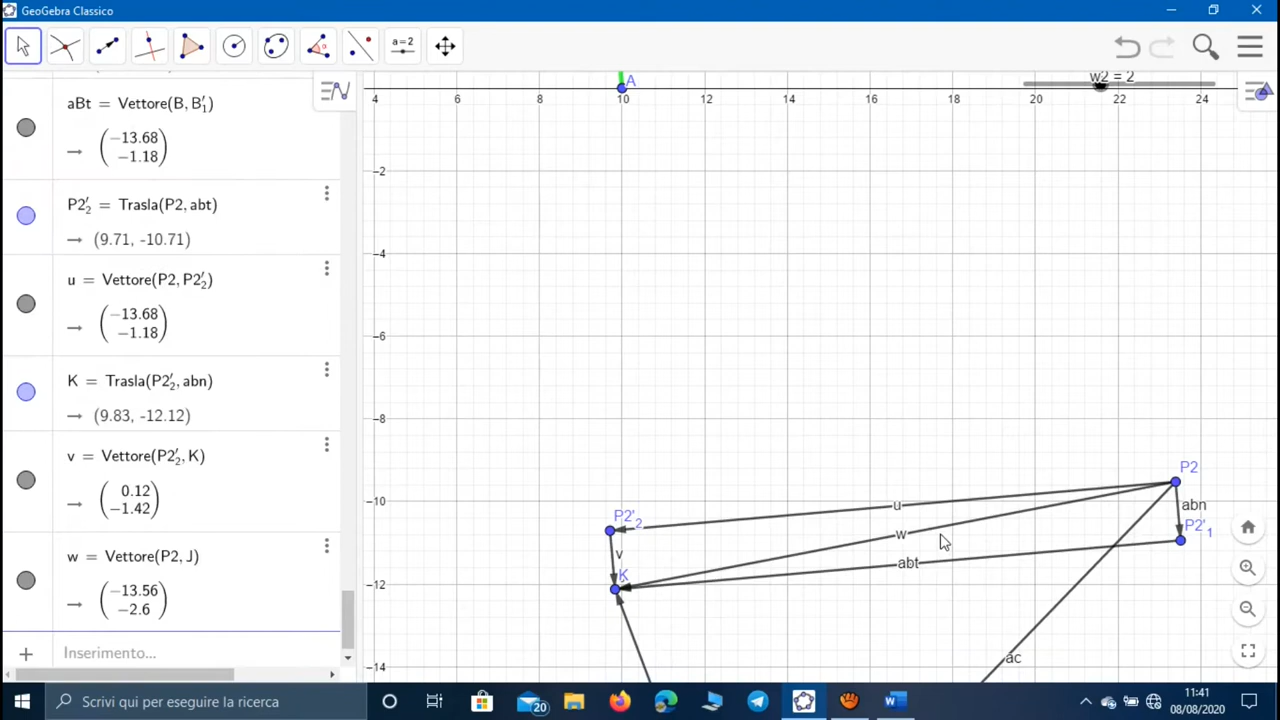 GeoGebra Classico
a=2
aBt = Vettore(B, B′₁)
→ (−13.68
−1.18)
P2′₂ = Trasla(P2, abt)
→ (9.71, -10.71)
u = Vettore(P2, P2′₂)
→ (−13.68
−1.18)
K = Trasla(P2′₂, abn)
→ (9.83, -12.12)
v = Vettore(P2′₂, K)
→ (0.12
−1.42)
w = Vettore(P2, J)
→ (−13.56
−2.6)
+ Inserimento...
A
w2 = 2
4 6 8 10 12 14 16 18 20 22 24
-2
-4
-6
-8
-10
-12
-14
P2
u
abn
P2'₂
P2'₁
w
v
abt
K
ac
Scrivi qui per eseguire la ricerca
20
11:41
08/08/2020